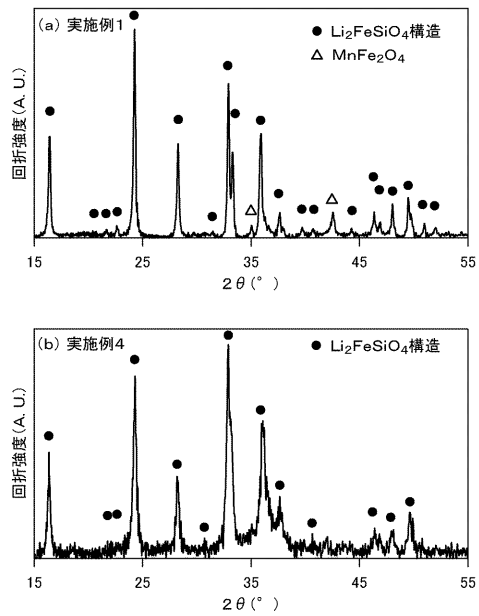 (a) 実施例1
● Li₂FeSiO₄構造
△ MnFe₂O₄
回折強度(A. U.)
15 25 35 45 55
2θ(°)
(b) 実施例4
● Li₂FeSiO₄構造
回折強度(A. U.)
15 25 35 45 55
2θ(°)